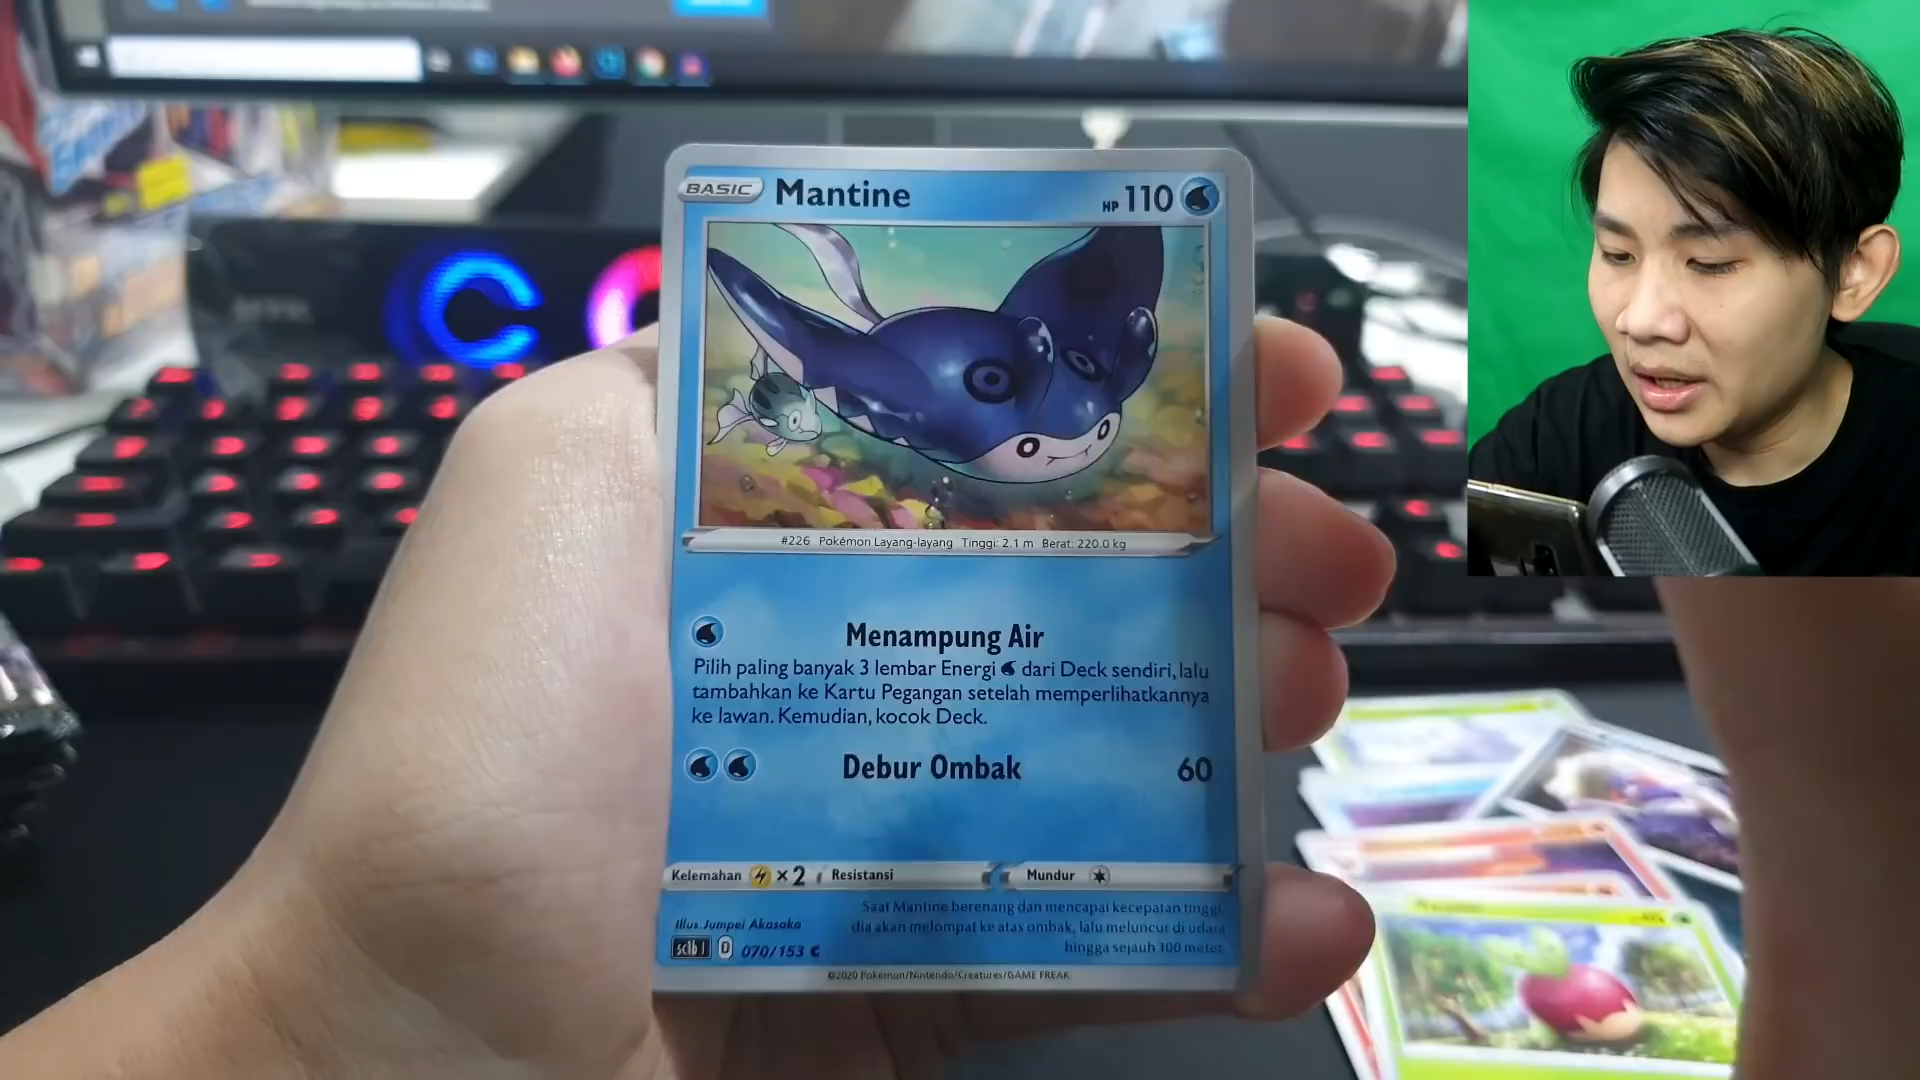 BASIC Mantine HP 110
#226 Pokémon Layang-layang Tinggi: 2.1 m Berat: 220.0 kg
Menampung Air
Pilih paling banyak 3 lembar Energi dari Deck sendiri, lalu
tambahkan ke Kartu Pegangan setelah memperlihatkannya
ke lawan. Kemudian, kocok Deck.
Debur Ombak 60
Kelemahan ×2 Resistansi Mundur
Saat Mantine berenang dan mencapai kecepatan tinggi,
dia akan melompat ke atas ombak, lalu meluncur di udara
hingga sejauh 100 meter.
Illus. Jumpei Akasaka
sc1b I D 070/153 C
©2020 Pokémon/Nintendo/Creatures/GAME FREAK